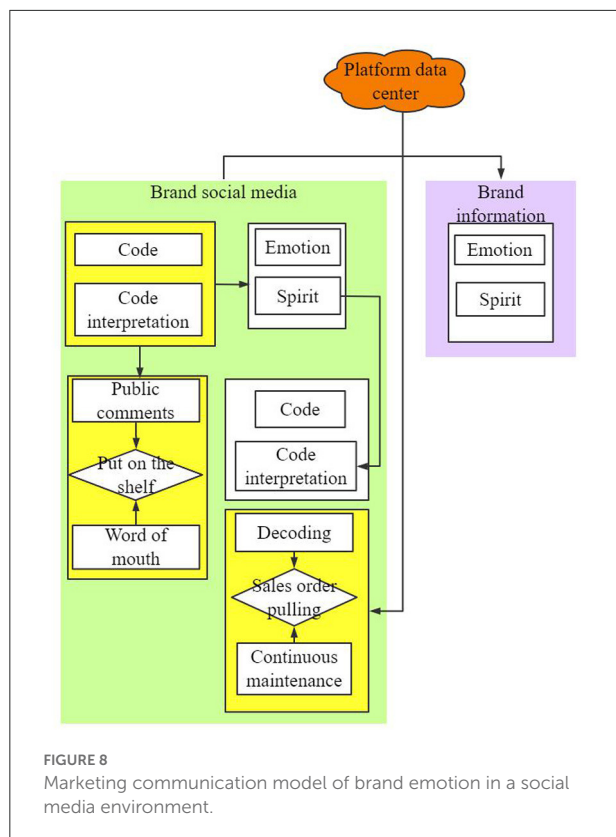 Platform data
center
Brand social media
Brand
information
Code
Emotion
Emotion
Code
interpretation
Spirit
Spirit
Public
comments
Code
Put on the
shelf
Code
interpretation
Word of
mouth
Decoding
Sales order
pulling
Continuous
maintenance
FIGURE 8
Marketing communication model of brand emotion in a social
media environment.